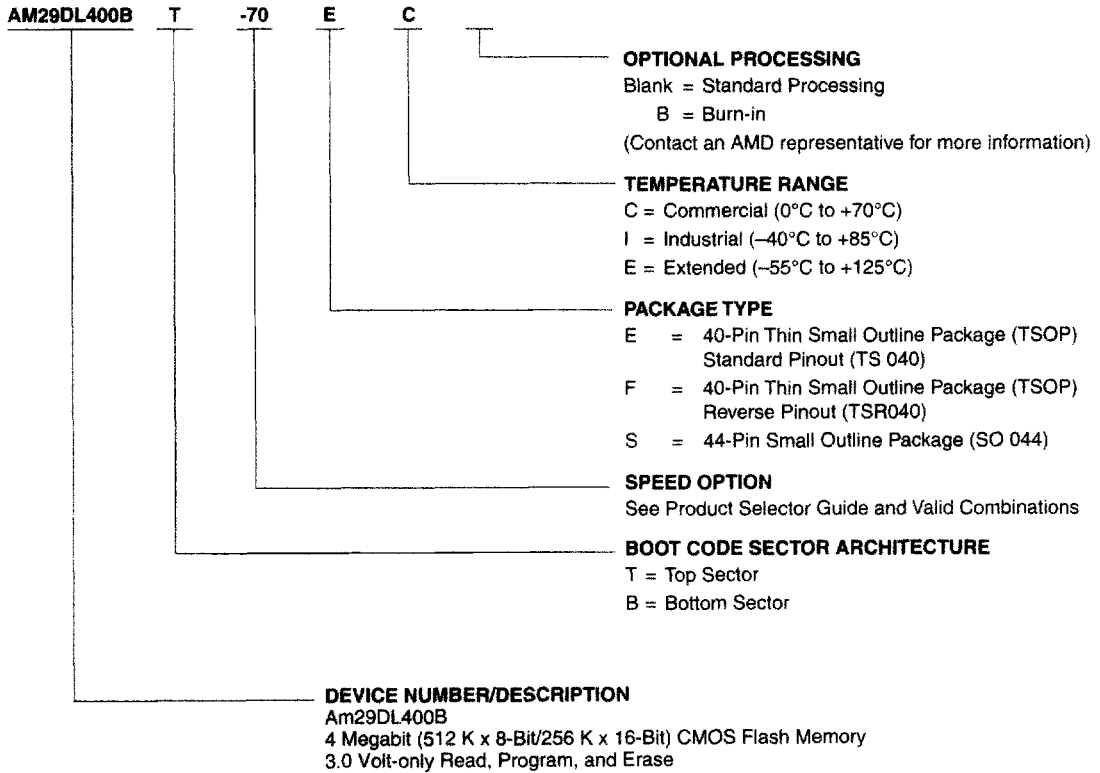 AM29DL400B T -70 E C
OPTIONAL PROCESSING
Blank = Standard Processing
B = Burn-in
(Contact an AMD representative for more information)
TEMPERATURE RANGE
C = Commercial (0°C to +70°C)
I = Industrial (–40°C to +85°C)
E = Extended (–55°C to +125°C)
PACKAGE TYPE
E = 40-Pin Thin Small Outline Package (TSOP)
Standard Pinout (TS 040)
F = 40-Pin Thin Small Outline Package (TSOP)
Reverse Pinout (TSR040)
S = 44-Pin Small Outline Package (SO 044)
SPEED OPTION
See Product Selector Guide and Valid Combinations
BOOT CODE SECTOR ARCHITECTURE
T = Top Sector
B = Bottom Sector
DEVICE NUMBER/DESCRIPTION
Am29DL400B
4 Megabit (512 K x 8-Bit/256 K x 16-Bit) CMOS Flash Memory
3.0 Volt-only Read, Program, and Erase